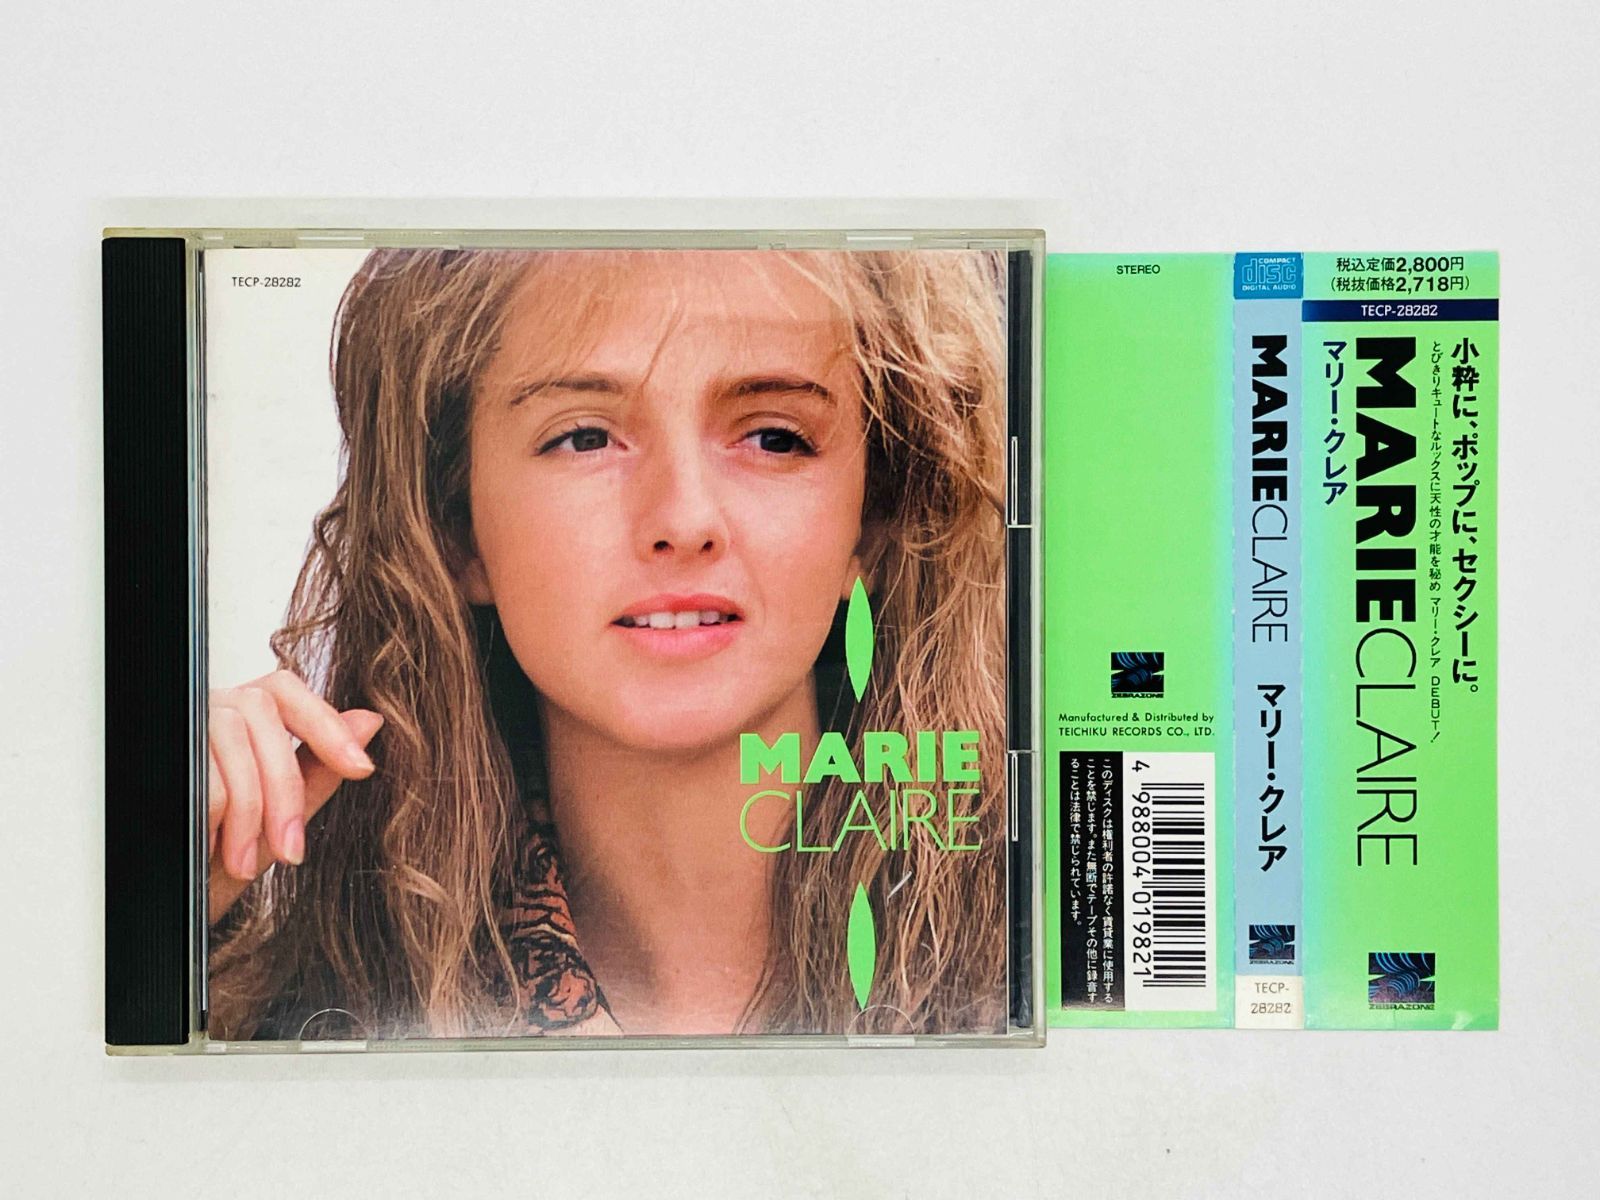 TECP-28282
MARIE
CLAIRE
STEREO
ZEBRAZONE
Manufactured & Distributed by
TEICHIKU RECORDS CO., LTD.
このディスクは権利者の許諾なく賃貸業に使用する
ことを禁じます。また無断でテープその他に録音す
ることは法律で禁じられています。
4 988004 019821
COMPACT
disc
DIGITAL AUDIO
MARIECLAIRE マリー・クレア
ZEBRAZONE
TECP-
28282
税込定価2,800円
(税抜価格2,718円)
TECP-28282
小粋に、ポップに、セクシーに。
とびきりキュートなルックスに天性の才能を秘め マリー・クレア DEBUT!
MARIECLAIRE
マリー・クレア
ZEBRAZONE